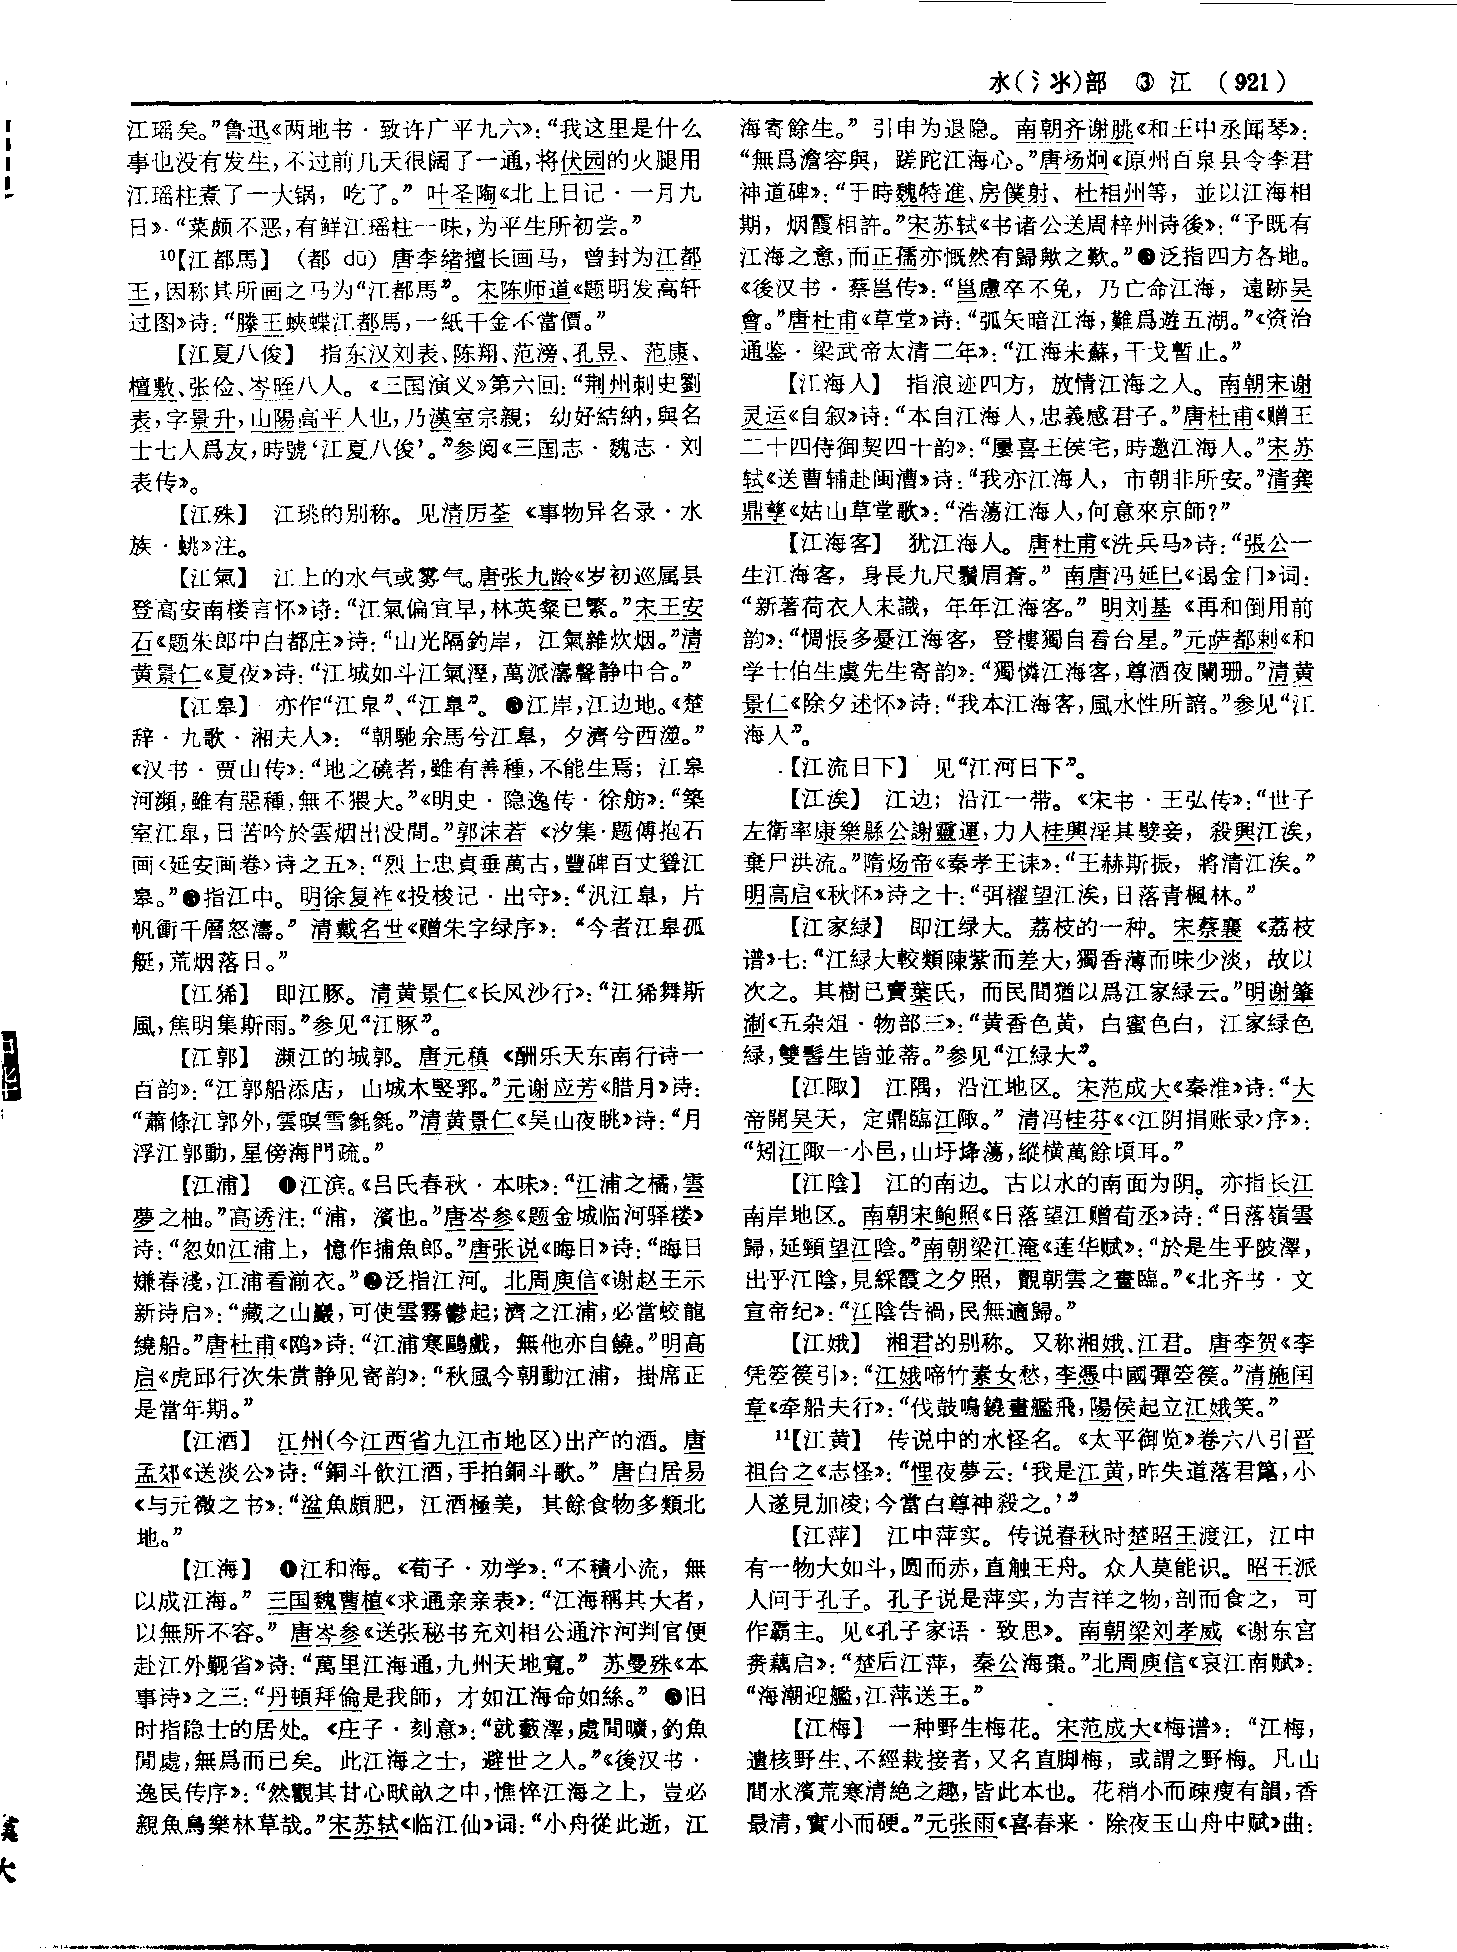 水(氵氺)部 ③ 江 (921)
江瑶矣。”鲁迅《两地书·致许广平九六》：“我这里是什么
事也没有发生，不过前几天很阔了一通，将伏园的火腿用
江瑶柱煮了一大锅，吃了。”叶圣陶《北上日记·一月九
日》：“菜颇不恶，有鲜江瑶柱一味，为平生所初尝。”
10【江都馬】 (都 dū) 唐李绪擅长画马，曾封为江都
王，因称其所画之马为“江都馬”。宋陈师道《题明发高轩
过图》诗：“滕王蛺蝶江都馬，一紙千金不當價。”
【江夏八俊】 指东汉刘表、陈翔、范滂、孔昱、范康、
檀敷、张俭、岑晊八人。《三国演义》第六回：“荆州刺史劉
表，字景升，山陽高平人也，乃漢室宗親；幼好結納，與名
士七人爲友，時號‘江夏八俊’。”参阅《三国志·魏志·刘
表传》。
【江殊】 江珧的别称。见清厉荃《事物异名录·水
族·蛾》注。
【江氣】 江上的水气或雾气。唐张九龄《岁初巡属县
登高安南楼言怀》诗：“江氣偏宜早，林英粲已繁。”宋王安
石《题朱郎中白都庄》诗：“山光隔釣岸，江氣雜炊烟。”清
黄景仁《夏夜》诗：“江城如斗江氣溼，萬派濤聲静中合。”
【江皋】 亦作“江臯”、“江皐”。❶江岸，江边地。《楚
辞·九歌·湘夫人》：“朝馳余馬兮江皋，夕濟兮西澨。”
《汉书·贾山传》：“地之磽者，雖有善種，不能生焉；江皋
河瀕，雖有惡種，無不猥大。”《明史·隐逸传·徐舫》：“築
室江皋，日苦吟於雲烟出没間。”郭沫若《汐集·题傅抱石
画〈延安画卷〉诗之五》：“烈士忠貞垂萬古，豐碑百丈聳江
皋。”❷指江中。明徐复祚《投梭记·出守》：“汎江皋，片
帆衝千層怒濤。”清戴名世《赠朱字绿序》：“今者江皋孤
艇，荒烟落日。”
【江狶】 即江豚。清黄景仁《长风沙行》：“江狶舞斯
風，焦明集斯雨。”参见“江豚”。
【江郭】 濒江的城郭。唐元稹《酬乐天东南行诗一
百韵》：“江郭船添店，山城木竪郭。”元谢应芳《腊月》诗：
“蕭條江郭外，雲暝雪毿毿。”清黄景仁《吴山夜眺》诗：“月
浮江郭動，星傍海門疏。”
【江浦】 ❶江滨。《吕氏春秋·本味》：“江浦之橘，雲
夢之柚。”高诱注：“浦，濱也。”唐岑参《题金城临河驿楼》
诗：“忽如江浦上，憶作捕魚郎。”唐张说《晦日》诗：“晦日
嫌春淺，江浦看湔衣。”❷泛指江河。北周庾信《谢赵王示
新诗启》：“藏之山巖，可使雲霧鬱起；濟之江浦，必當蛟龍
繞船。”唐杜甫《鸥》诗：“江浦寒鷗戲，無他亦自饒。”明高
启《虎邱行次朱赏静见寄韵》：“秋風今朝動江浦，掛席正
是當年期。”
【江酒】 江州(今江西省九江市地区)出产的酒。唐
孟郊《送淡公》诗：“銅斗飲江酒，手拍銅斗歌。”唐白居易
《与元微之书》：“湓魚頗肥，江酒極美，其餘食物多類北
地。”
【江海】 ❶江和海。《荀子·劝学》：“不積小流，無
以成江海。”三国魏曹植《求通亲亲表》：“江海稱其大者，
以無所不容。”唐岑参《送张秘书充刘相公通汴河判官便
赴江外觐省》诗：“萬里江海通，九州天地寬。”苏曼殊《本
事诗》之三：“丹頓拜倫是我師，才如江海命如絲。”❷旧
时指隐士的居处。《庄子·刻意》：“就藪澤，處閒曠，釣魚
閒處，無爲而已矣。此江海之士，避世之人。”《後汉书·
逸民传序》：“然觀其甘心畎畝之中，憔悴江海之上，豈必
親魚鳥樂林草哉。”宋苏轼《临江仙》词：“小舟從此逝，江
海寄餘生。”引申为退隐。南朝齐谢朓《和王中丞闻琴》：
“無爲澹容與，蹉跎江海心。”唐杨炯《原州百泉县令李君
神道碑》：“于時魏特進、房僕射、杜相州等，並以江海相
期，烟霞相許。”宋苏轼《书诸公送周梓州诗後》：“予既有
江海之意，而正孺亦慨然有歸歟之歎。”❸泛指四方各地。
《後汉书·蔡邕传》：“邕慮卒不免，乃亡命江海，遠跡吴
會。”唐杜甫《草堂》诗：“弧矢暗江海，難爲遊五湖。”《资治
通鉴·梁武帝太清二年》：“江海未蘇，干戈暫止。”
【江海人】 指浪迹四方，放情江海之人。南朝宋谢
灵运《自叙》诗：“本自江海人，忠義感君子。”唐杜甫《赠王
二十四侍御契四十韵》：“屢喜王侯宅，時邀江海人。”宋苏
轼《送曹辅赴闽漕》诗：“我亦江海人，市朝非所安。”清龚
鼎孳《姑山草堂歌》：“浩蕩江海人，何意來京師？”
【江海客】 犹江海人。唐杜甫《洗兵马》诗：“張公一
生江海客，身長九尺鬚眉蒼。”南唐冯延巳《谒金门》词：
“新著荷衣人未識，年年江海客。”明刘基《再和倒用前
韵》：“惆悵多憂江海客，登樓獨自看台星。”元萨都剌《和
学士伯生虞先生寄韵》：“獨憐江海客，尊酒夜闌珊。”清黄
景仁《除夕述怀》诗：“我本江海客，風水性所諳。”参见“江
海人”。
【江流日下】 见“江河日下”。
【江涘】 江边；沿江一带。《宋书·王弘传》：“世子
左衛率康樂縣公謝靈運，力人桂興淫其嬖妾，殺興江涘，
棄尸洪流。”隋炀帝《秦孝王诔》：“王赫斯振，將清江涘。”
明高启《秋怀》诗之十：“弭櫂望江涘，日落青楓林。”
【江家緑】 即江绿大。荔枝的一种。宋蔡襄《荔枝
谱》七：“江緑大較類陳紫而差大，獨香薄而味少淡，故以
次之。其樹已賣葉氏，而民間猶以爲江家緑云。”明谢肇
淛《五杂俎·物部三》：“黄香色黄，白蜜色白，江家緑色
緑，雙髻生皆並蒂。”参见“江緑大”。
【江陬】 江隅，沿江地区。宋范成大《秦淮》诗：“大
帝開吴天，定鼎臨江陬。”清冯桂芬《〈江阴捐账录〉序》：
“矧江陬一小邑，山圩捧蕩，縱横萬餘頃耳。”
【江陰】 江的南边。古以水的南面为阴。亦指长江
南岸地区。南朝宋鲍照《日落望江赠荀丞》诗：“日落嶺雲
歸，延頸望江陰。”南朝梁江淹《莲华赋》：“於是生乎陂澤，
出乎江陰，見綵霞之夕照，覿朝雲之晝臨。”《北齐书·文
宣帝纪》：“江陰告禍，民無適歸。”
【江娥】 湘君的别称。又称湘娥、江君。唐李贺《李
凭箜篌引》：“江娥啼竹素女愁，李憑中國彈箜篌。”清施闰
章《牵船夫行》：“伐鼓鳴鐃畫艦飛，陽侯起立江娥笑。”
11【江黄】 传说中的水怪名。《太平御览》卷六八引晋
祖台之《志怪》：“悝夜夢云：‘我是江黄，昨失道落君簄，小
人遂見加凌；今當白尊神殺之。’”
【江萍】 江中萍实。传说春秋时楚昭王渡江，江中
有一物大如斗，圆而赤，直触王舟。众人莫能识。昭王派
人问于孔子。孔子说是萍实，为吉祥之物，剖而食之，可
作霸主。见《孔子家语·致思》。南朝梁刘孝威《谢东宫
赉藕启》：“楚后江萍，秦公海棗。”北周庾信《哀江南赋》：
“海潮迎艦，江萍送王。”
【江梅】 一种野生梅花。宋范成大《梅谱》：“江梅，
遺核野生、不經栽接者，又名直脚梅，或謂之野梅。凡山
間水濱荒寒清絶之趣，皆此本也。花稍小而疎瘦有韻，香
最清，實小而硬。”元张雨《喜春来·除夜玉山舟中赋》曲：